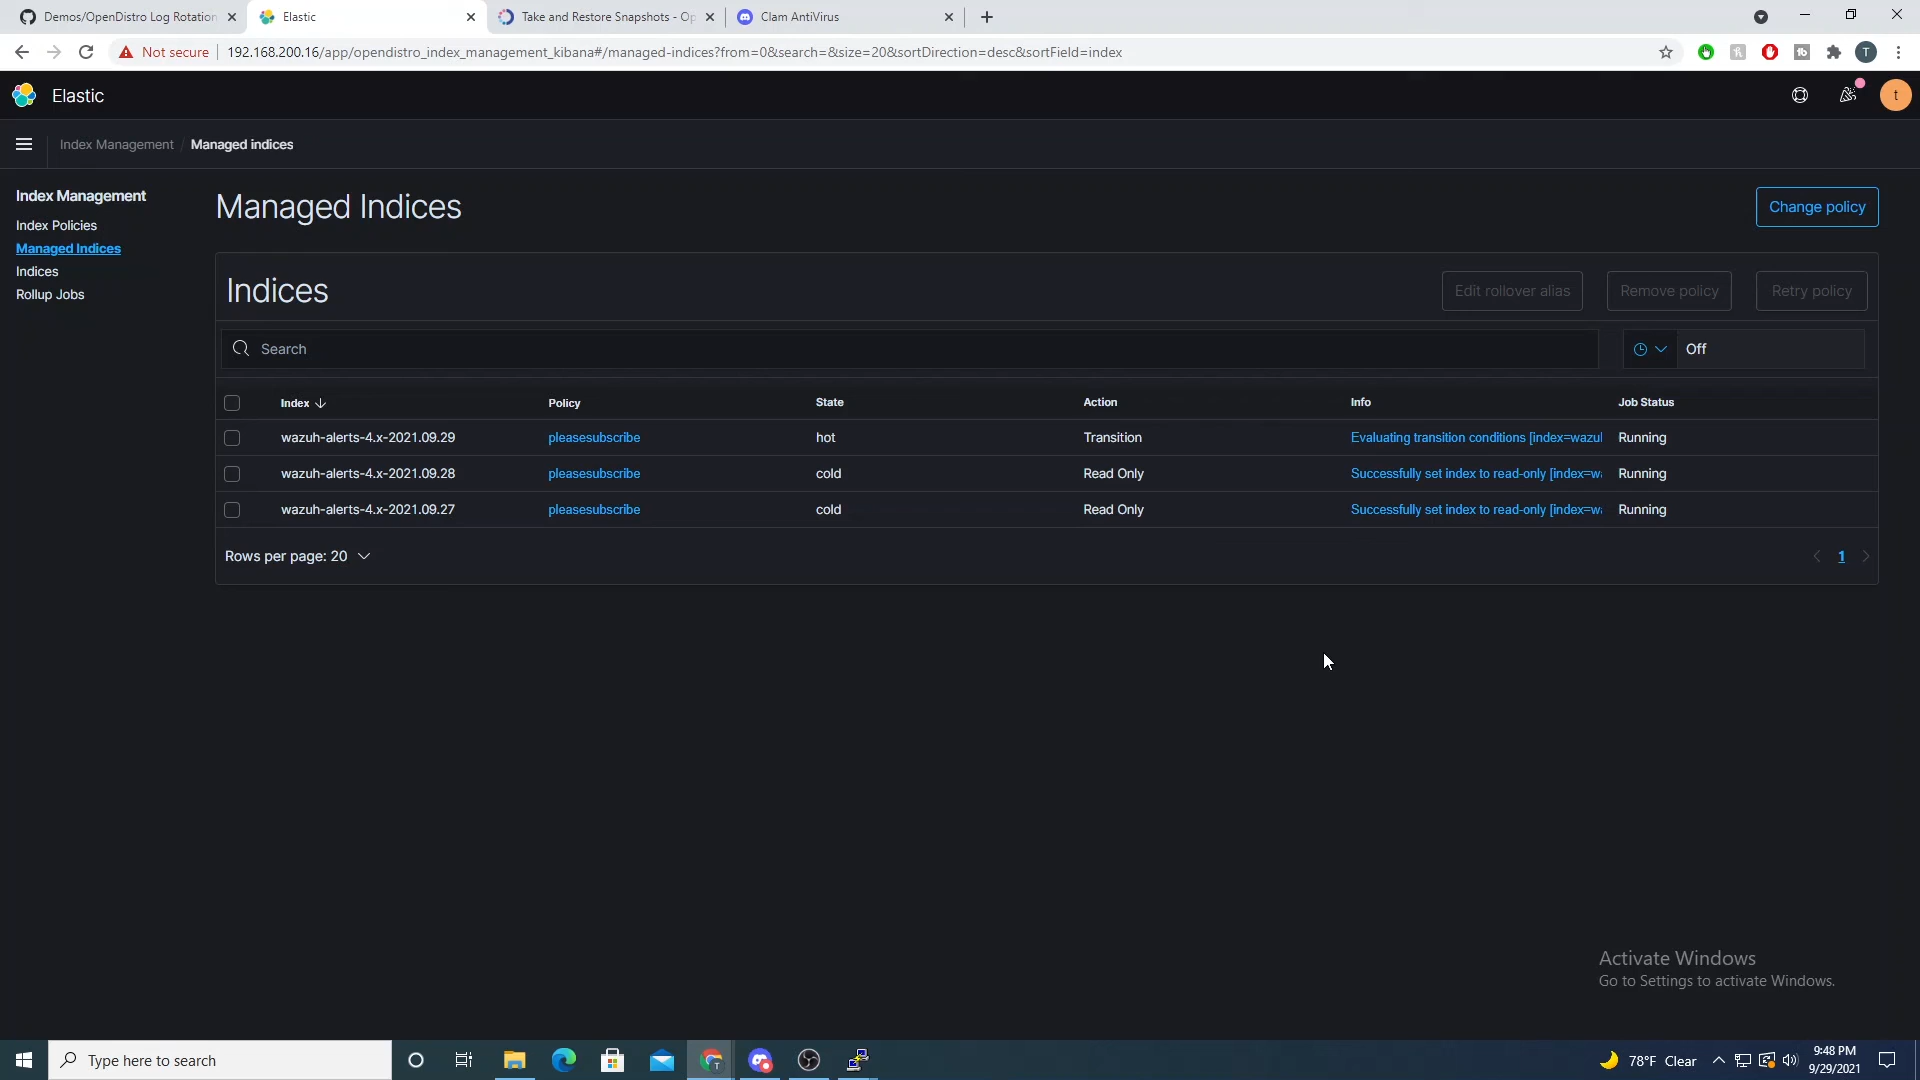 Demos/OpenDistro Log Rotation
Elastic
Take and Restore Snapshots - Op
Clam AntiVirus
Not secure
192.168.200.16/app/opendistro_index_management_kibana#/managed-indices?from=0&search=&size=20&sortDirection=desc&sortField=index
T
Elastic
t
Index Management / Managed indices
Index Management
Index Policies
Managed Indices
Indices
Rollup Jobs
Managed Indices
Change policy
Indices
Edit rollover alias
Remove policy
Retry policy
Search
Off
Index Policy State Action Info Job Status
wazuh-alerts-4.x-2021.09.29 pleasesubscribe hot Transition Evaluating transition conditions [index=wazul Running
wazuh-alerts-4.x-2021.09.28 pleasesubscribe cold Read Only Successfully set index to read-only [index=wa Running
wazuh-alerts-4.x-2021.09.27 pleasesubscribe cold Read Only Successfully set index to read-only [index=wa Running
Rows per page: 20
1
Activate Windows
Go to Settings to activate Windows.
Type here to search
78°F Clear
9:48 PM
9/29/2021